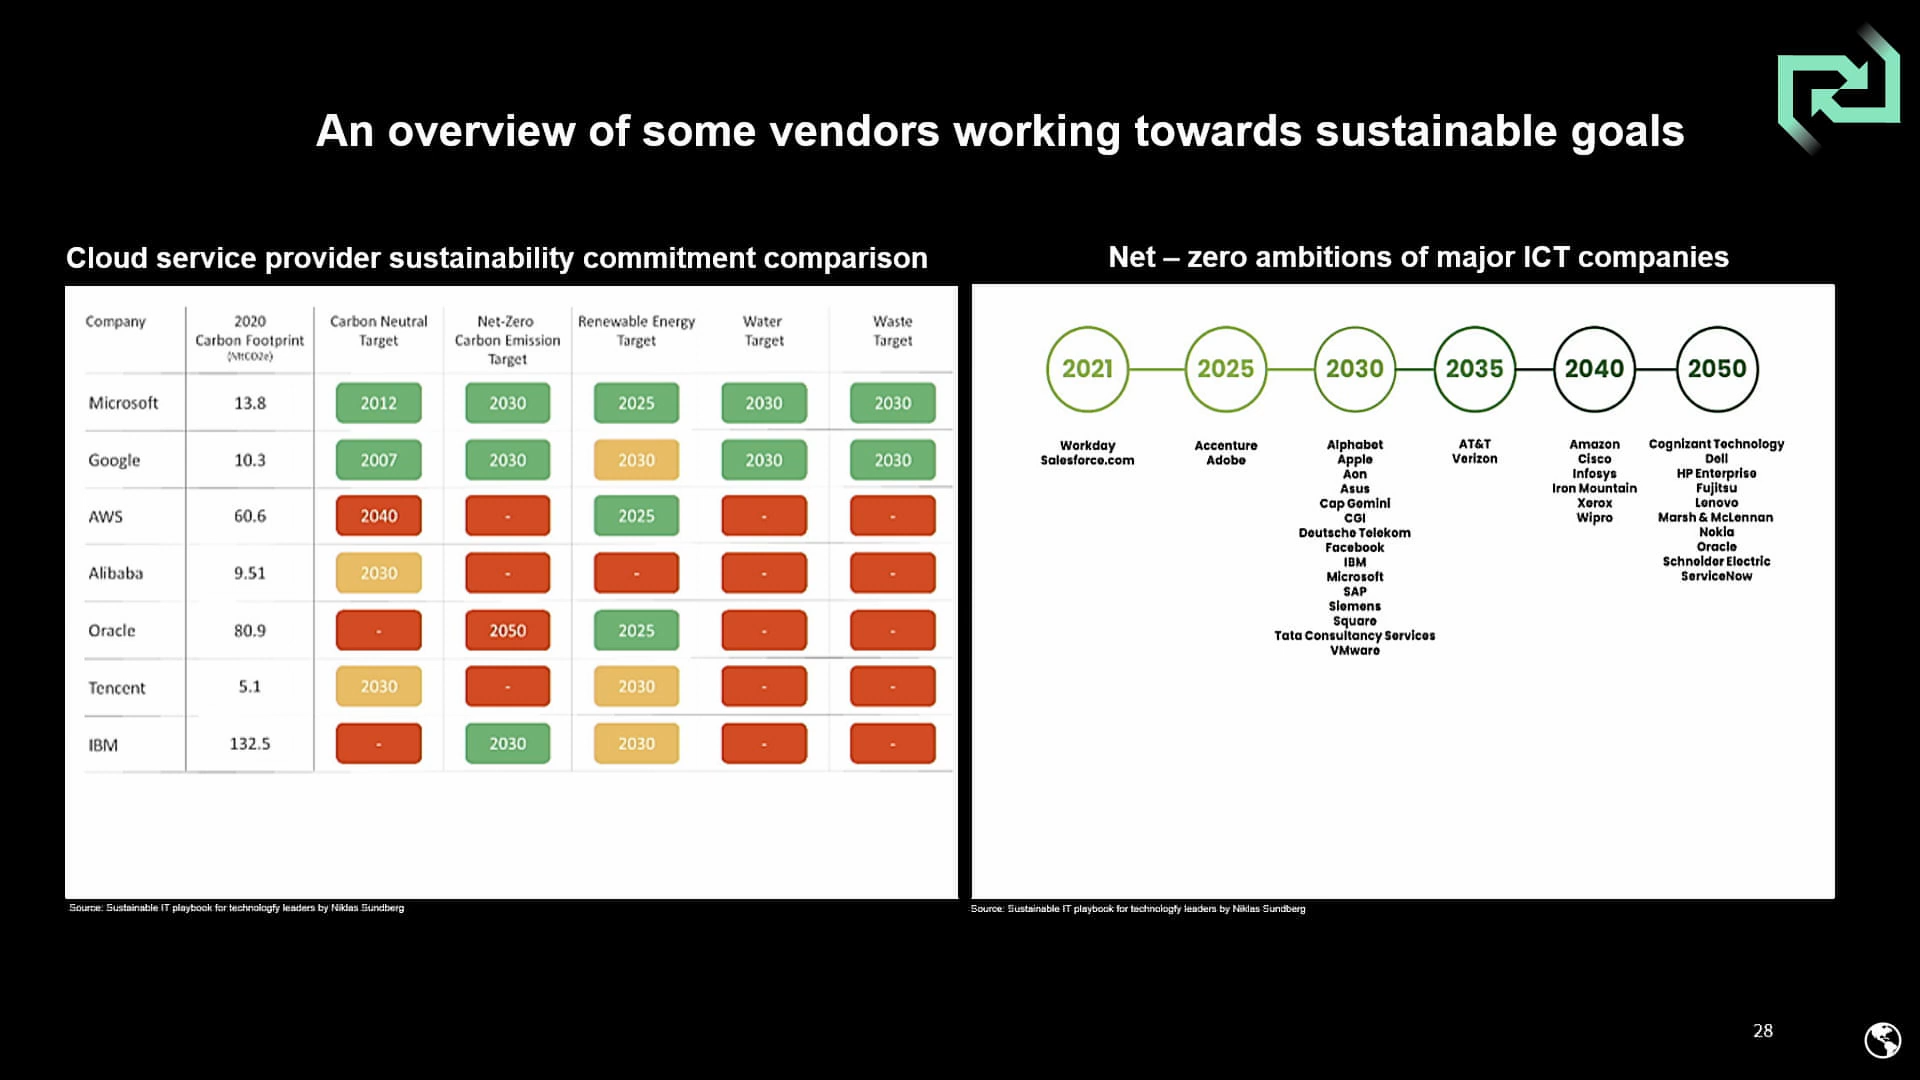 An overview of some vendors working towards sustainable goals
Cloud service provider sustainability commitment comparison
Company
2020
Carbon Footprint
(MtCO2e)
Carbon Neutral
Target
Net-Zero
Carbon Emission
Target
Renewable Energy
Target
Water
Target
Waste
Target
Microsoft 13.8 2012 2030 2025 2030 2030
Google 10.3 2007 2030 2030 2030 2030
AWS 60.6 2040 - 2025 - -
Alibaba 9.51 2030 - - - -
Oracle 80.9 - 2050 2025 - -
Tencent 5.1 2030 - 2030 - -
IBM 132.5 - 2030 2030 - -
Source: Sustainable IT playbook for technologfy leaders by Niklas Sundberg
Net – zero ambitions of major ICT companies
2021
Workday
Salesforce.com
2025
Accenture
Adobe
2030
Alphabet
Apple
Aon
Asus
Cap Gemini
CGI
Deutsche Telekom
Facebook
IBM
Microsoft
SAP
Siemens
Square
Tata Consultancy Services
VMware
2035
AT&T
Verizon
2040
Amazon
Cisco
Infosys
Iron Mountain
Xerox
Wipro
2050
Cognizant Technology
Dell
HP Enterprise
Fujitsu
Lenovo
Marsh & McLennan
Nokia
Oracle
Schneider Electric
ServiceNow
Source: Sustainable IT playbook for technologfy leaders by Niklas Sundberg
28